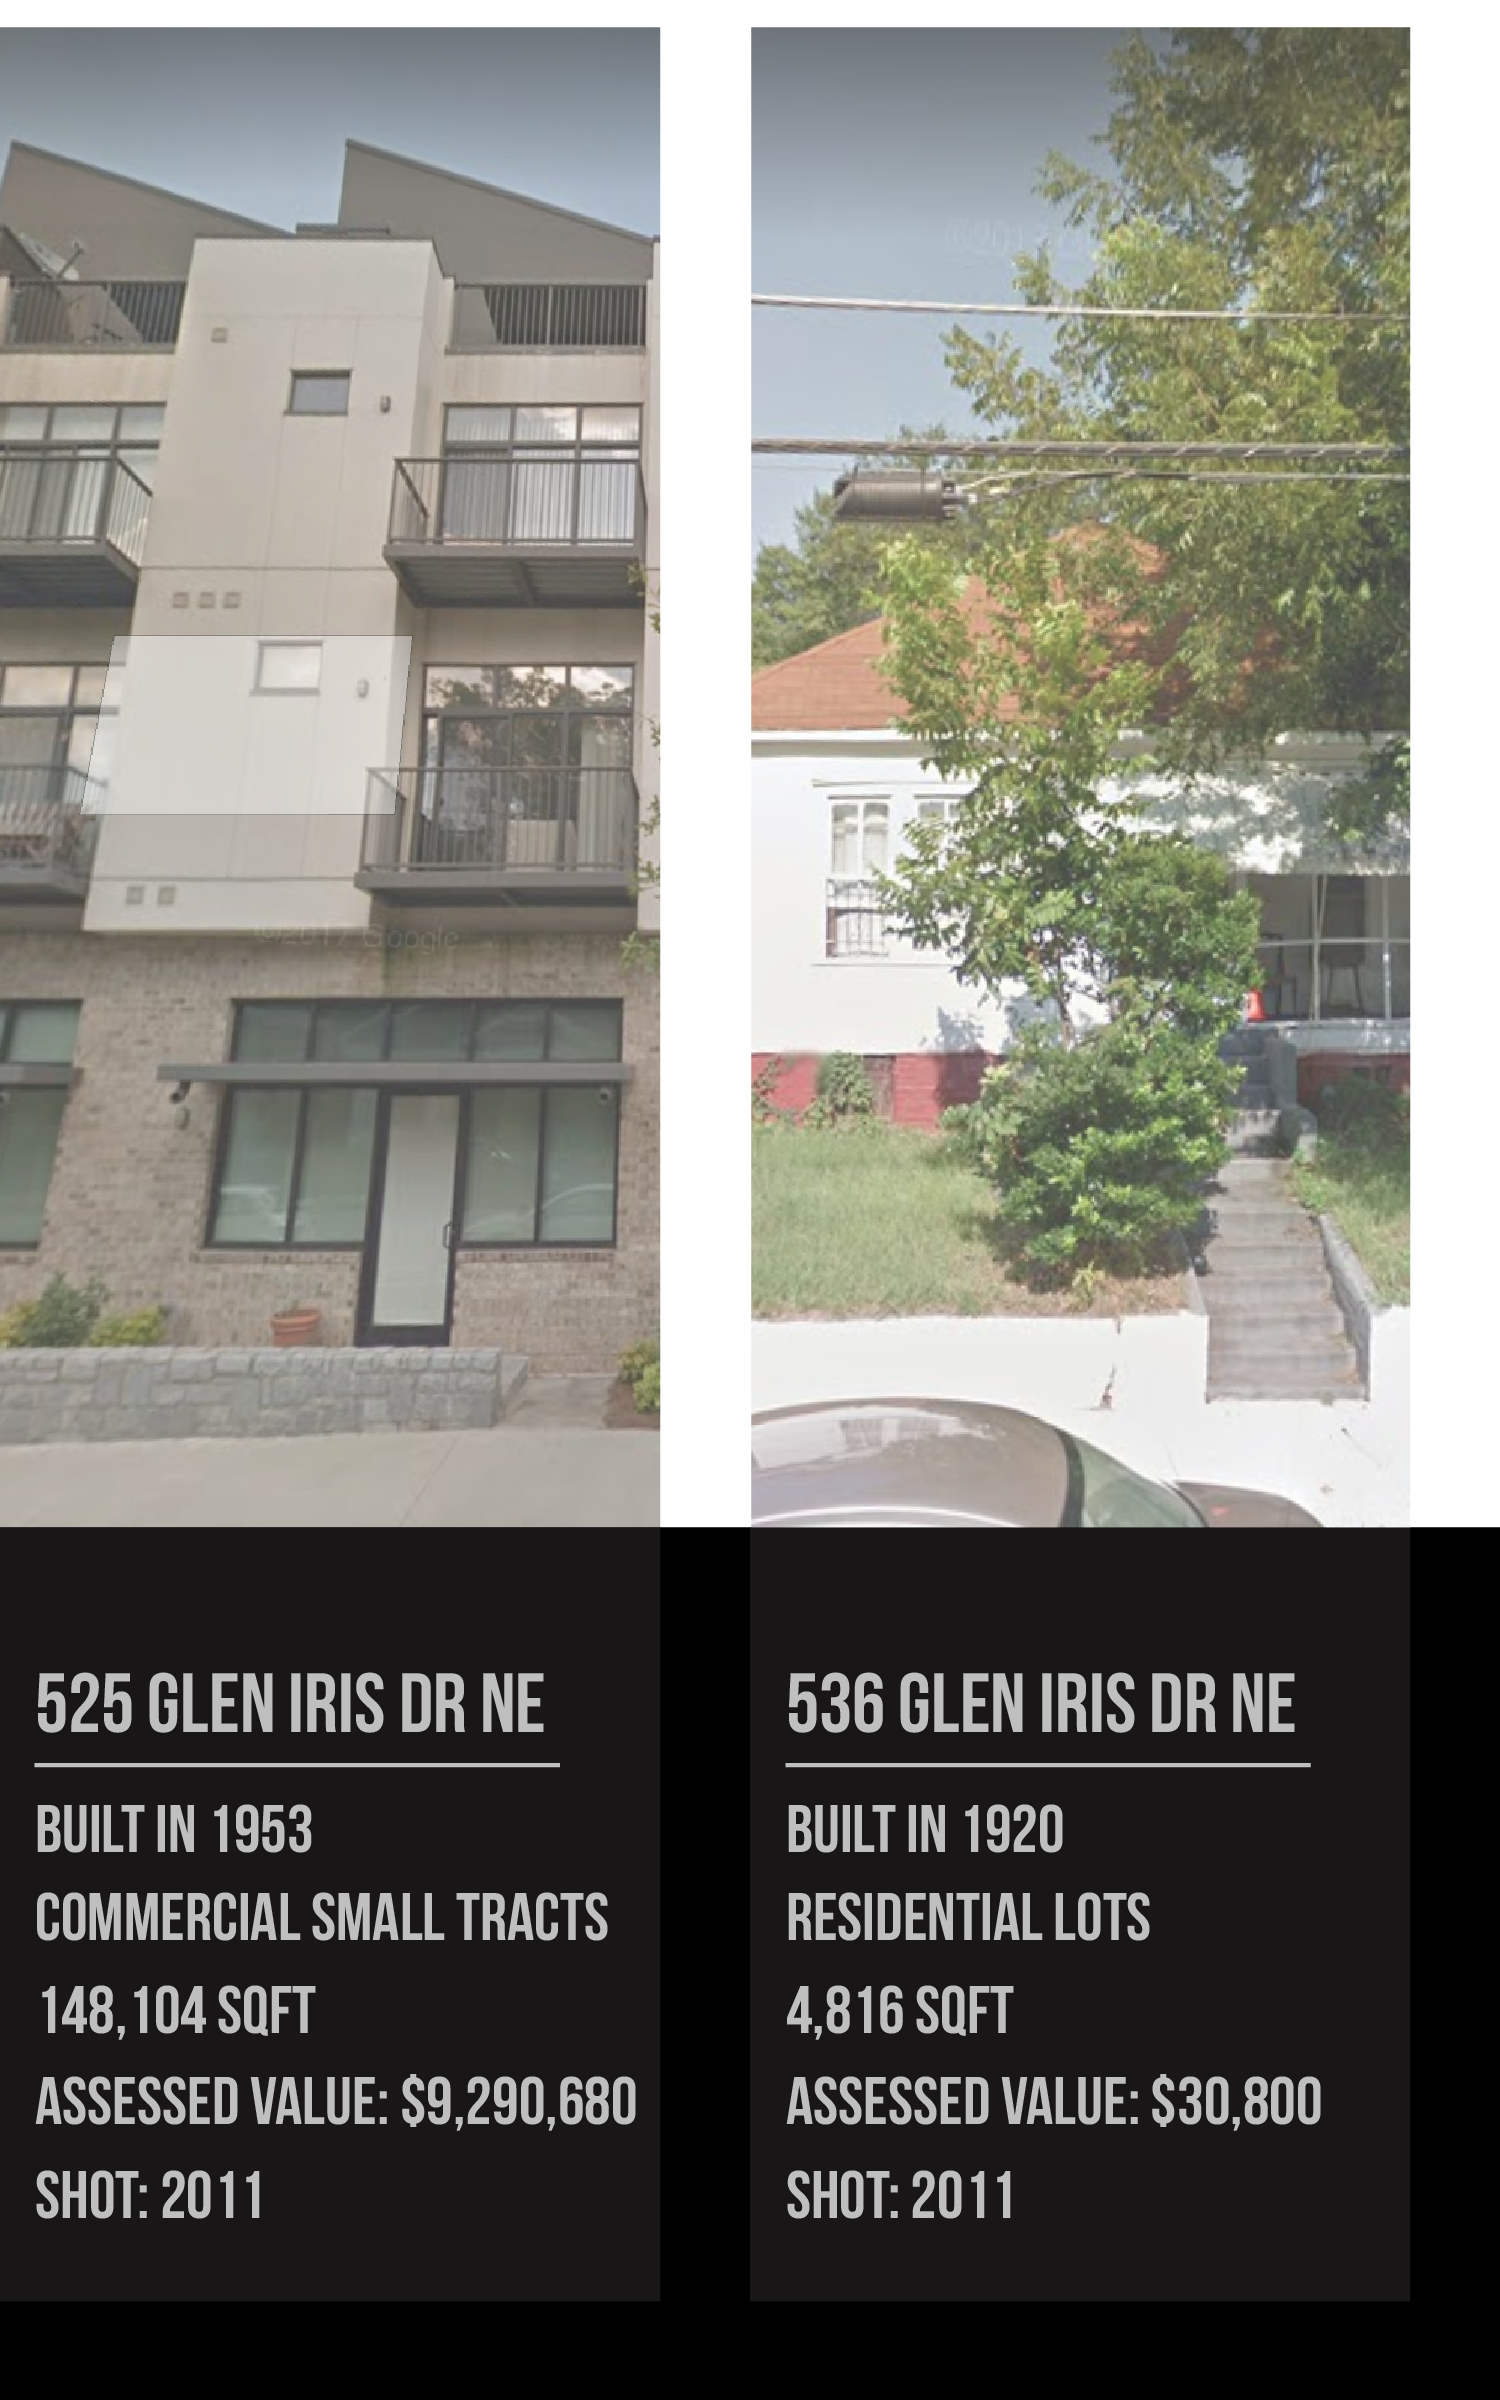 ©2017 Google
525 GLEN IRIS DR NE
BUILT IN 1953
COMMERCIAL SMALL TRACTS
148,104 SQFT
ASSESSED VALUE: $9,290,680
SHOT: 2011
536 GLEN IRIS DR NE
BUILT IN 1920
RESIDENTIAL LOTS
4,816 SQFT
ASSESSED VALUE: $30,800
SHOT: 2011